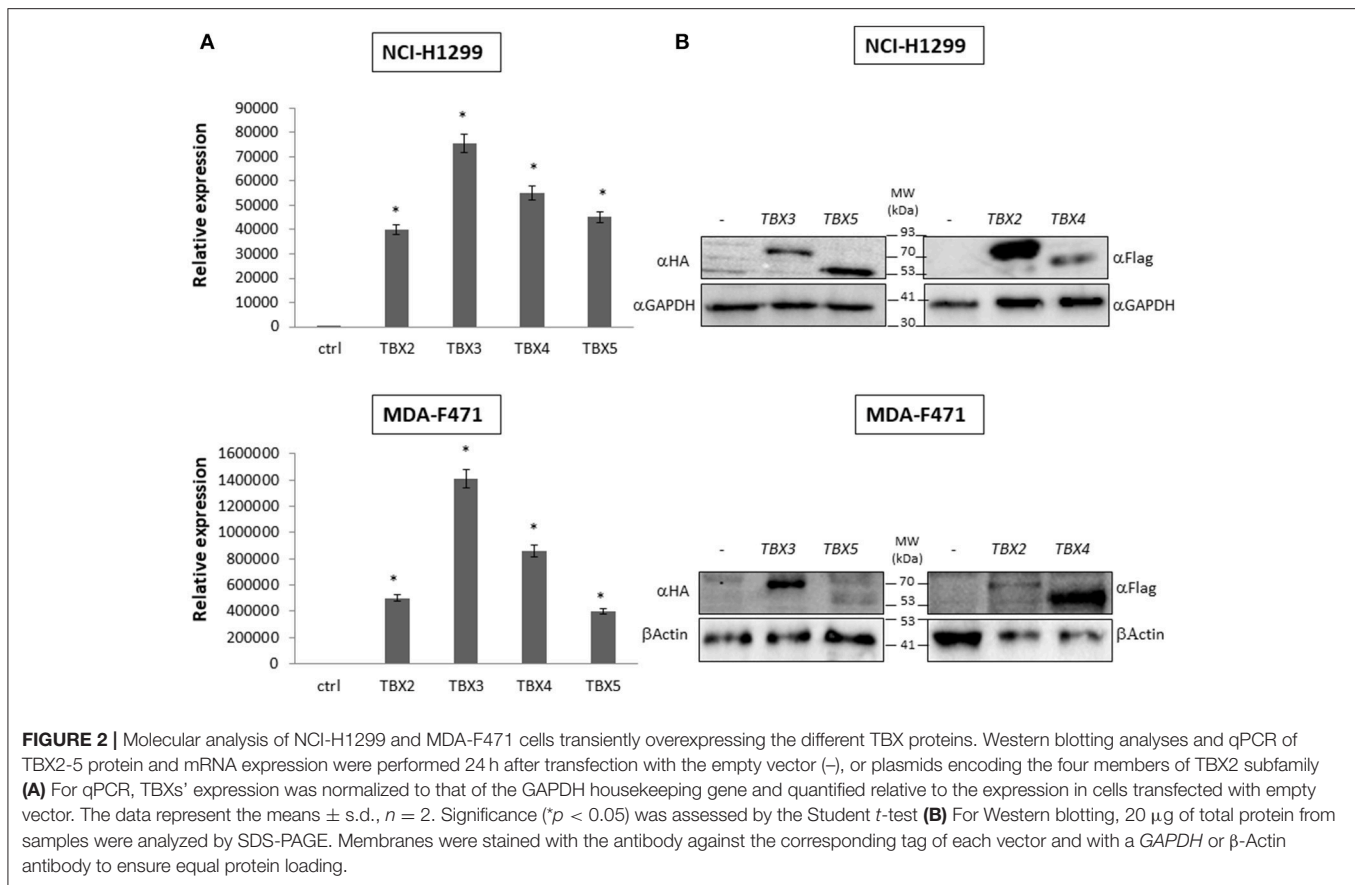 A
NCI-H1299
Relative expression
90000
80000
70000
60000
50000
40000
30000
20000
10000
0
* * * *
ctrl TBX2 TBX3 TBX4 TBX5
MDA-F471
Relative expression
1600000
1400000
1200000
1000000
800000
600000
400000
200000
0
* * * *
ctrl TBX2 TBX3 TBX4 TBX5
B
NCI-H1299
- TBX3 TBX5 MW (kDa) - TBX2 TBX4
93
αHA 70 αFlag
53
αGAPDH 41 αGAPDH
30
MDA-F471
- TBX3 TBX5 MW (kDa) - TBX2 TBX4
αHA 70 αFlag
53
βActin 53 βActin
41
FIGURE 2 | Molecular analysis of NCI-H1299 and MDA-F471 cells transiently overexpressing the different TBX proteins. Western blotting analyses and qPCR of
TBX2-5 protein and mRNA expression were performed 24 h after transfection with the empty vector (–), or plasmids encoding the four members of TBX2 subfamily
(A) For qPCR, TBXs' expression was normalized to that of the GAPDH housekeeping gene and quantified relative to the expression in cells transfected with empty
vector. The data represent the means ± s.d., n = 2. Significance (*p < 0.05) was assessed by the Student t-test (B) For Western blotting, 20 μg of total protein from
samples were analyzed by SDS-PAGE. Membranes were stained with the antibody against the corresponding tag of each vector and with a GAPDH or β-Actin
antibody to ensure equal protein loading.